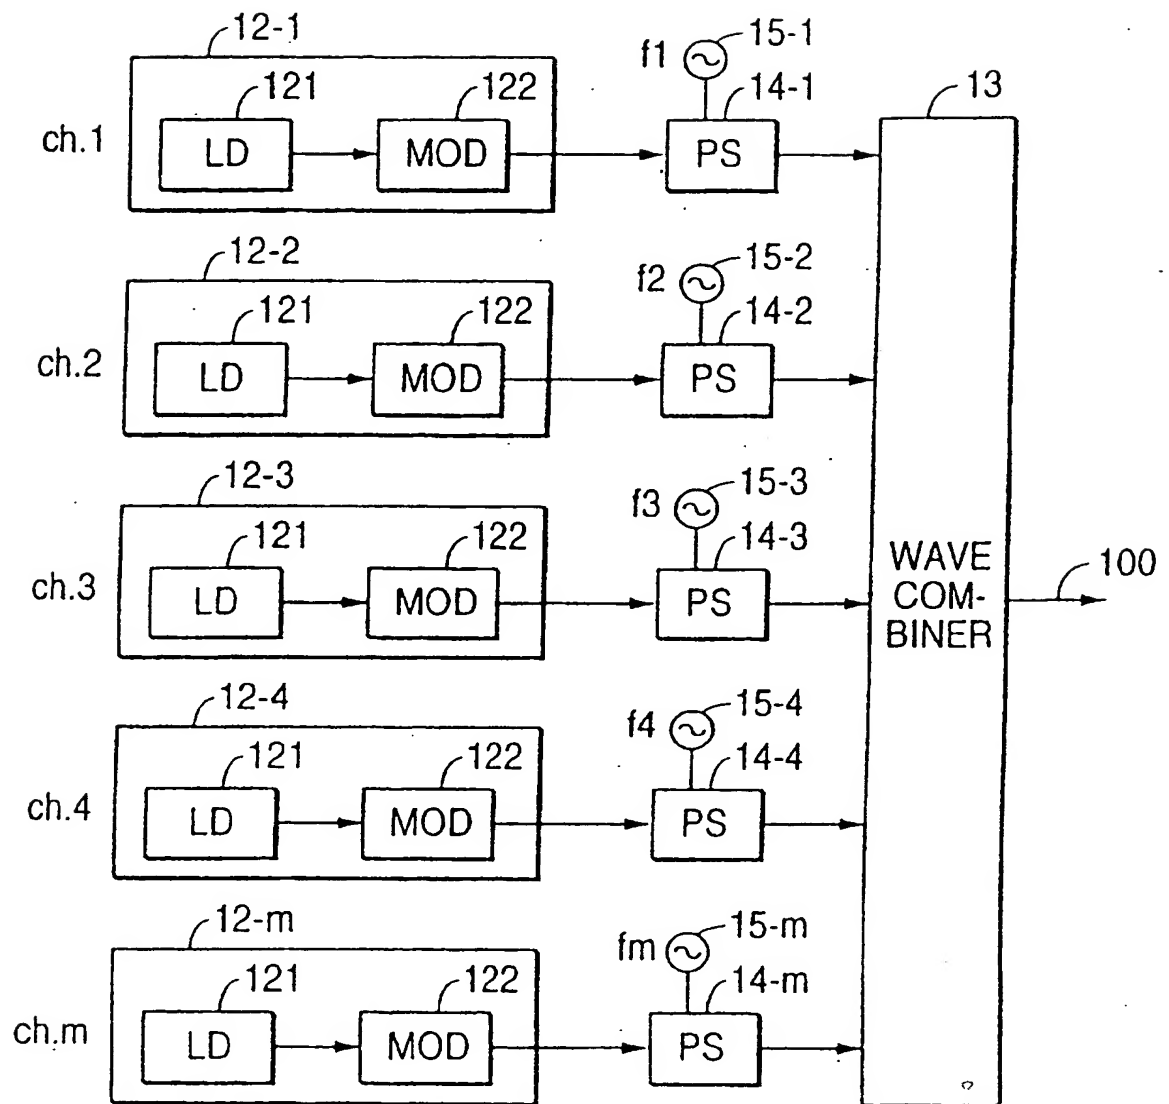 12-1
f1
15-1
121
122
14-1
13
ch.1
LD
MOD
PS
12-2
f2
15-2
121
122
14-2
ch.2
LD
MOD
PS
12-3
f3
15-3
121
122
14-3
ch.3
LD
MOD
PS
WAVE
COM-
BINER
100
12-4
f4
15-4
121
122
14-4
ch.4
LD
MOD
PS
12-m
fm
15-m
121
122
14-m
ch.m
LD
MOD
PS